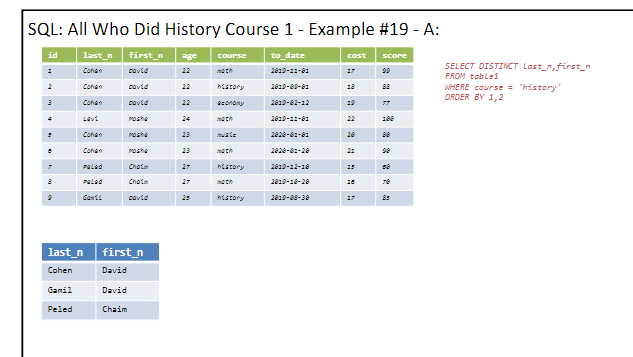 SQL: All Who Did History Course 1 - Example #19 - A:
id last_n first_n age course to_date cost score
1 Cohen David 22 math 2019-11-01 17 99
2 Cohen David 22 history 2019-09-01 18 88
3 Cohen David 22 economy 2019-02-12 19 77
4 Levi Moshe 24 math 2019-11-01 22 100
5 Cohen Moshe 23 music 2020-01-01 20 80
6 Cohen Moshe 23 math 2020-01-20 21 90
7 Peled Chaim 27 history 2019-12-10 15 60
8 Peled Chaim 27 math 2019-10-20 16 70
9 Gamil David 25 history 2019-08-30 17 85
SELECT DISTINCT last_n,first_n
FROM table1
WHERE course = 'history'
ORDER BY 1,2
last_n first_n
Cohen David
Gamil David
Peled Chaim